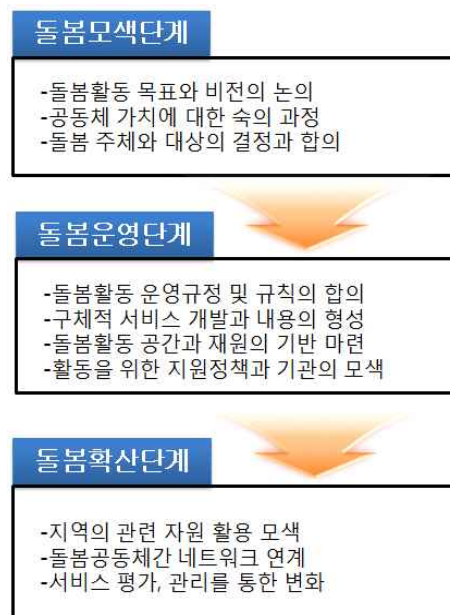 돌봄모색단계
-돌봄활동 목표와 비전의 논의
-공동체 가치에 대한 숙의 과정
-돌봄 주체와 대상의 결정과 합의
돌봄운영단계
-돌봄활동 운영규정 및 규칙의 합의
-구체적 서비스 개발과 내용의 형성
-돌봄활동 공간과 재원의 기반 마련
-활동을 위한 지원정책과 기관의 모색
돌봄확산단계
-지역의 관련 자원 활용 모색
-돌봄공동체간 네트워크 연계
-서비스 평가, 관리를 통한 변화